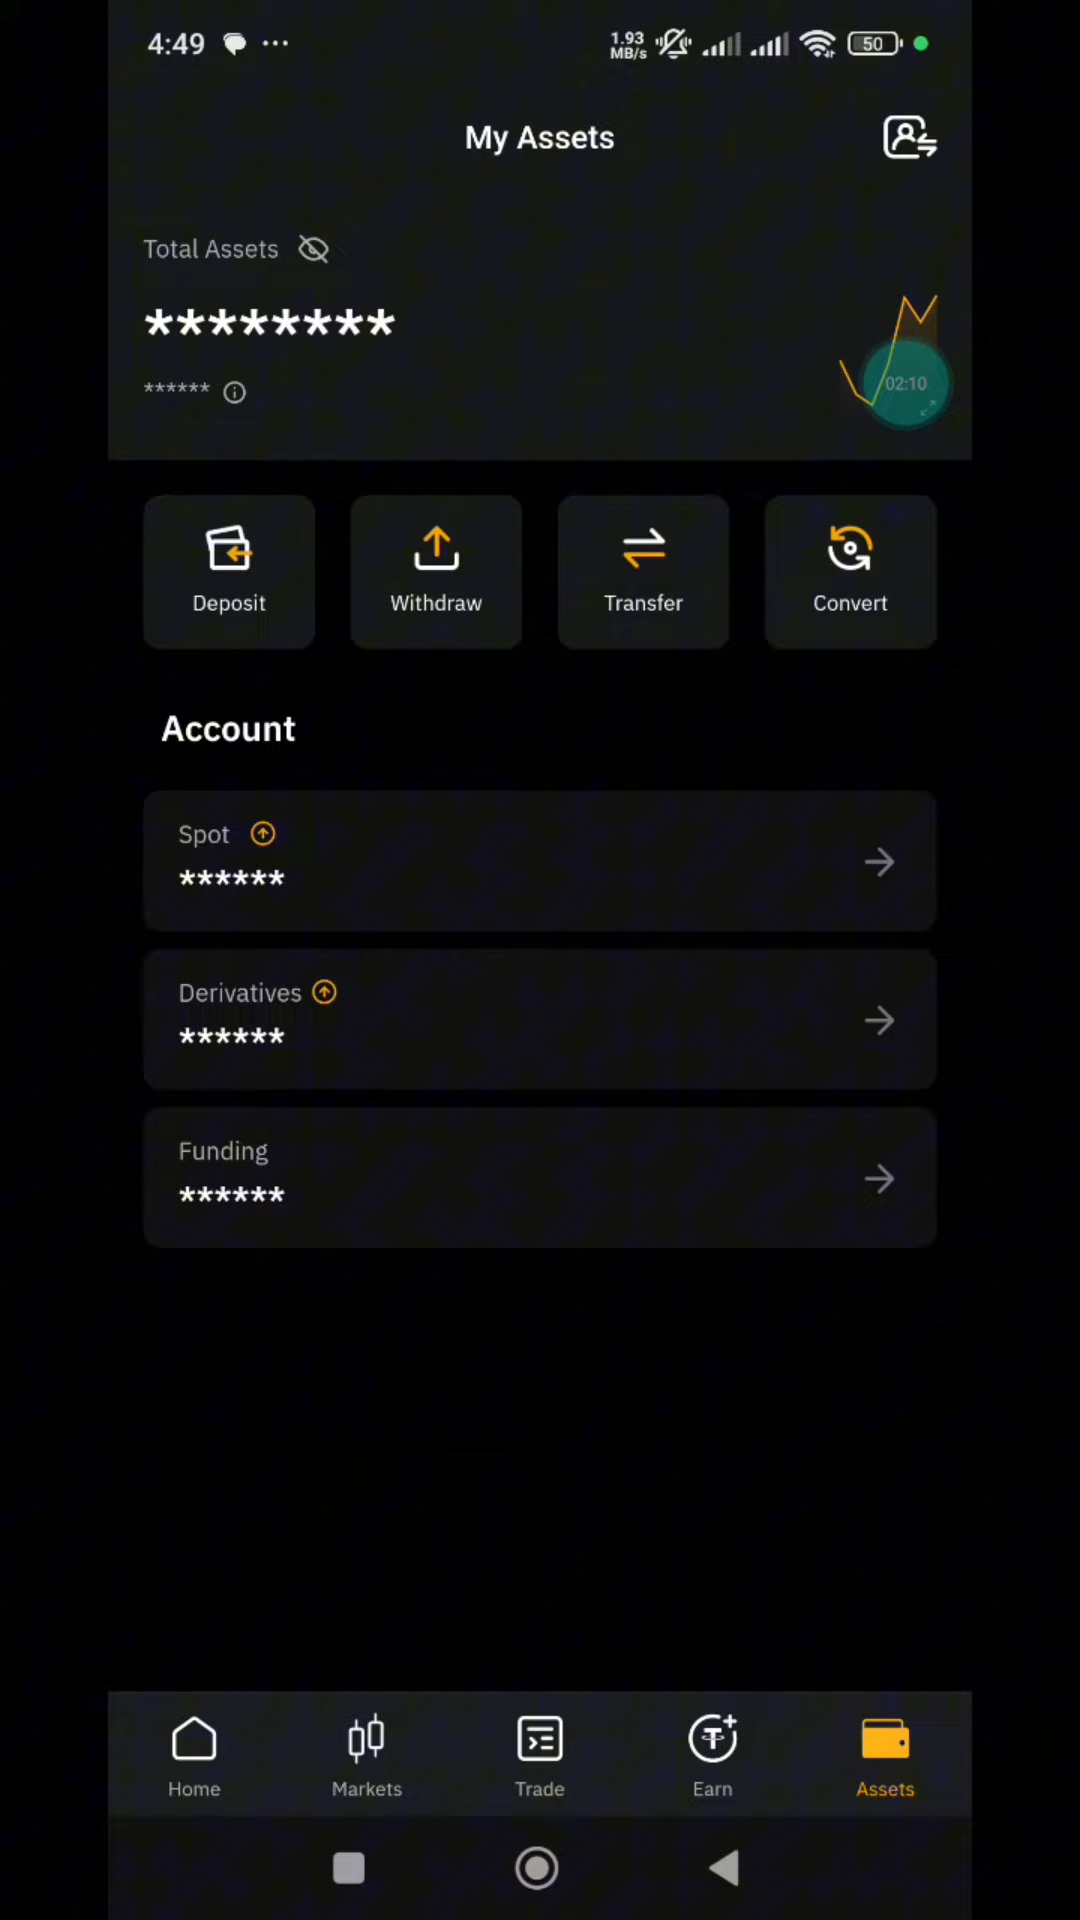 4:49 ... 1.93 MB/s 50
My Assets
Total Assets
********
******
02:10
Deposit Withdraw Transfer Convert
Account
Spot
******
Derivatives
******
Funding
******
Home Markets Trade Earn Assets